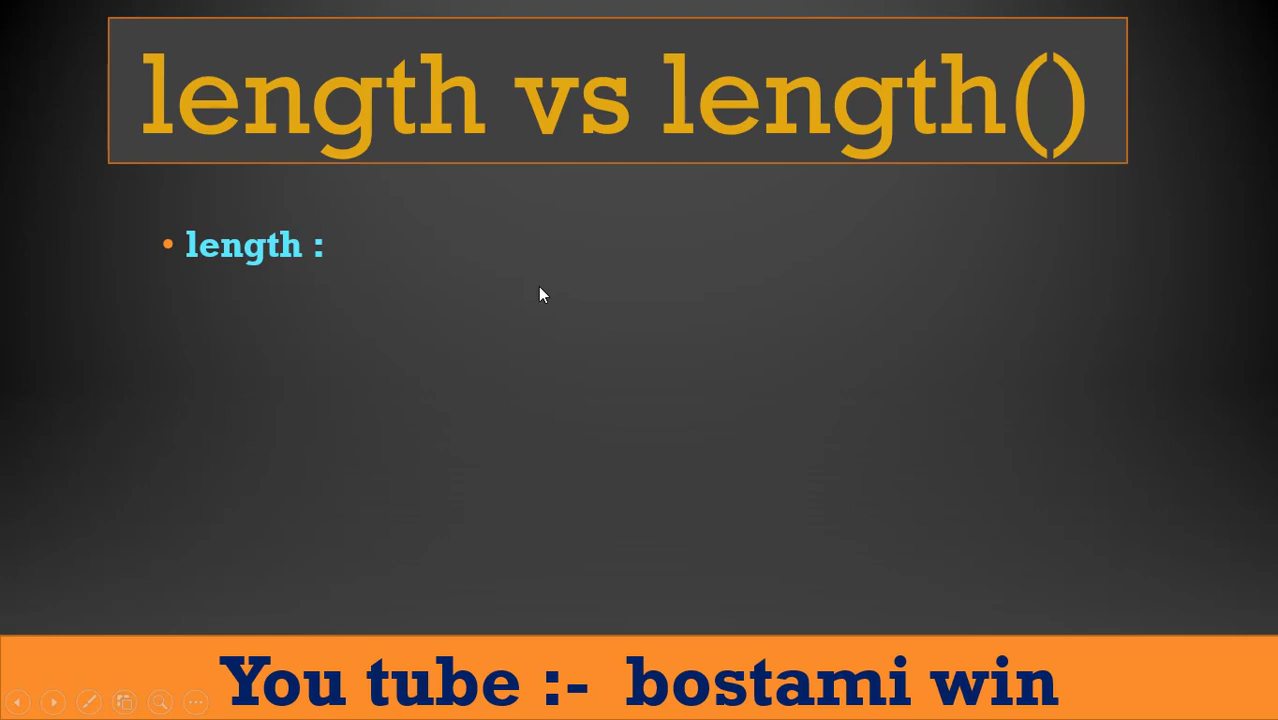 length vs length()
• length :
You tube :-  bostami win